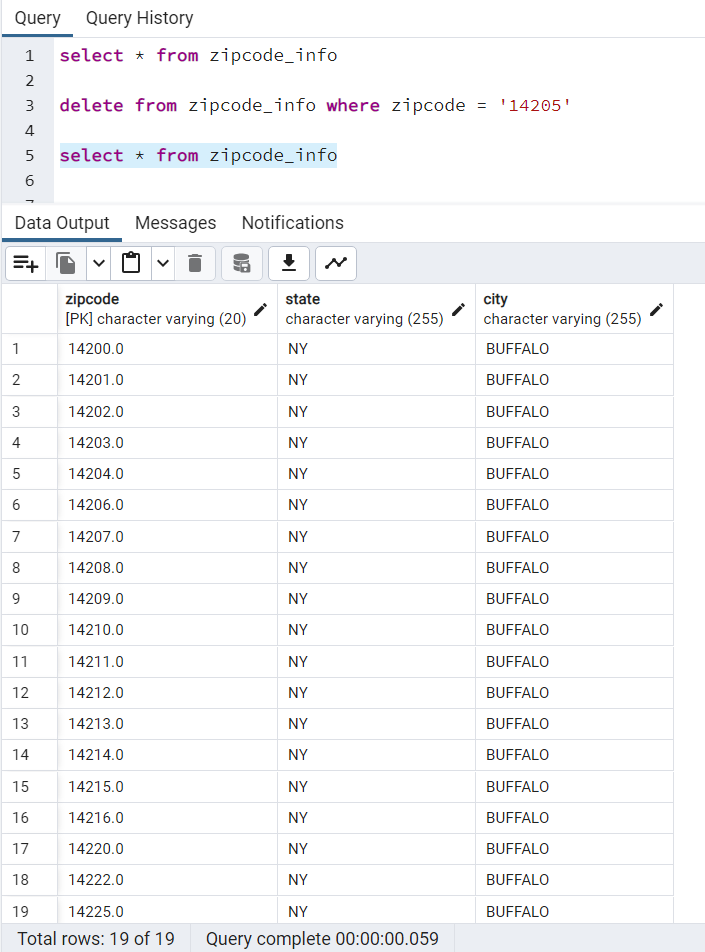 Query Query History
1 select * from zipcode_info
2
3 delete from zipcode_info where zipcode = '14205'
4
5 select * from zipcode_info
6
Data Output Messages Notifications
zipcode state city
[PK] character varying (20) character varying (255) character varying (255)
1 14200.0 NY BUFFALO
2 14201.0 NY BUFFALO
3 14202.0 NY BUFFALO
4 14203.0 NY BUFFALO
5 14204.0 NY BUFFALO
6 14206.0 NY BUFFALO
7 14207.0 NY BUFFALO
8 14208.0 NY BUFFALO
9 14209.0 NY BUFFALO
10 14210.0 NY BUFFALO
11 14211.0 NY BUFFALO
12 14212.0 NY BUFFALO
13 14213.0 NY BUFFALO
14 14214.0 NY BUFFALO
15 14215.0 NY BUFFALO
16 14216.0 NY BUFFALO
17 14220.0 NY BUFFALO
18 14222.0 NY BUFFALO
19 14225.0 NY BUFFALO
Total rows: 19 of 19 Query complete 00:00:00.059